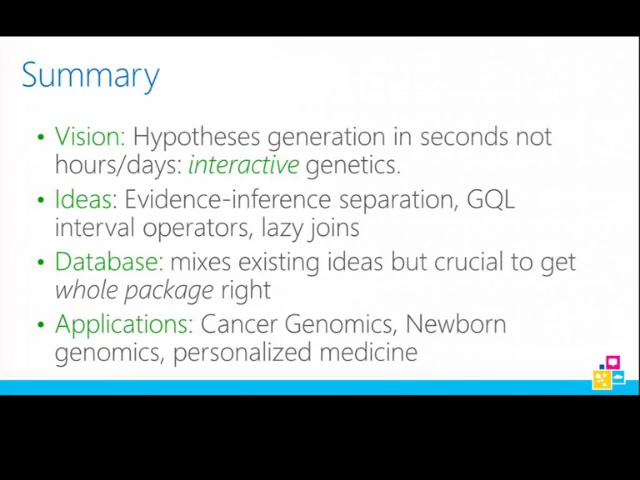 Summary
• Vision: Hypotheses generation in seconds not
hours/days: interactive genetics.
• Ideas: Evidence-inference separation, GQL
interval operators, lazy joins
• Database: mixes existing ideas but crucial to get
whole package right
• Applications: Cancer Genomics, Newborn
genomics, personalized medicine